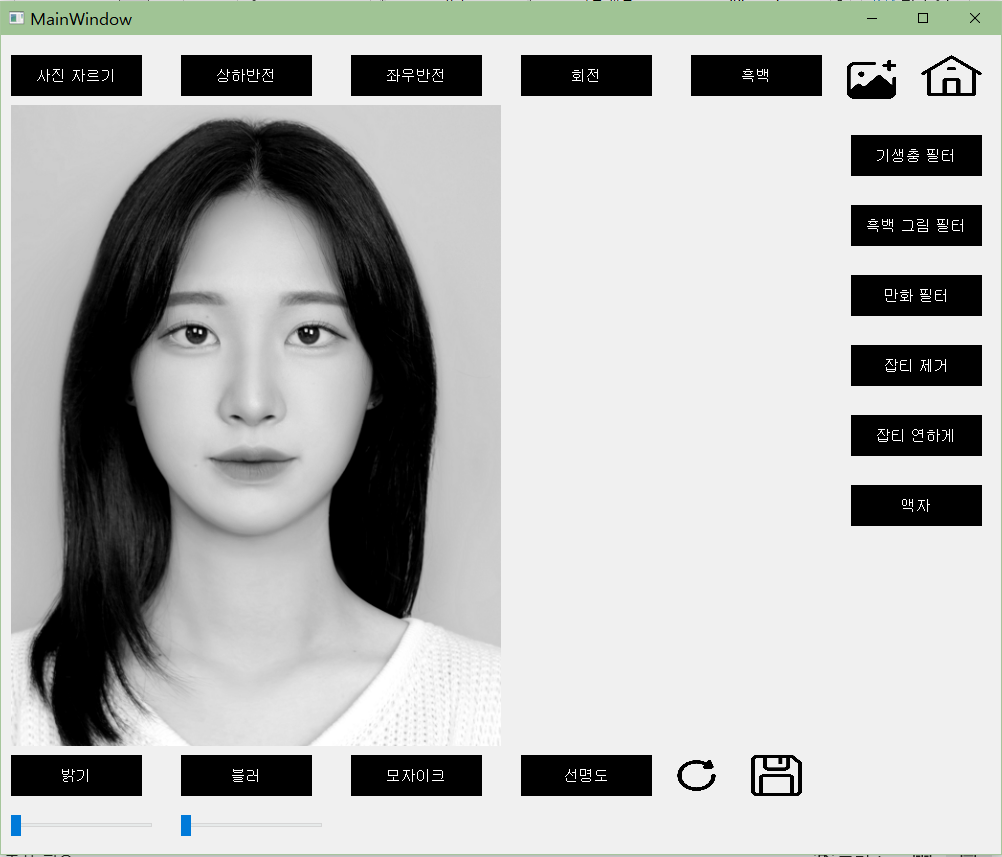 MainWindow
사진 자르기
상하반전
좌우반전
회전
흑백
기생충 필터
흑백 그림 필터
만화 필터
잡티 제거
잡티 연하게
액자
밝기
블러
모자이크
선명도